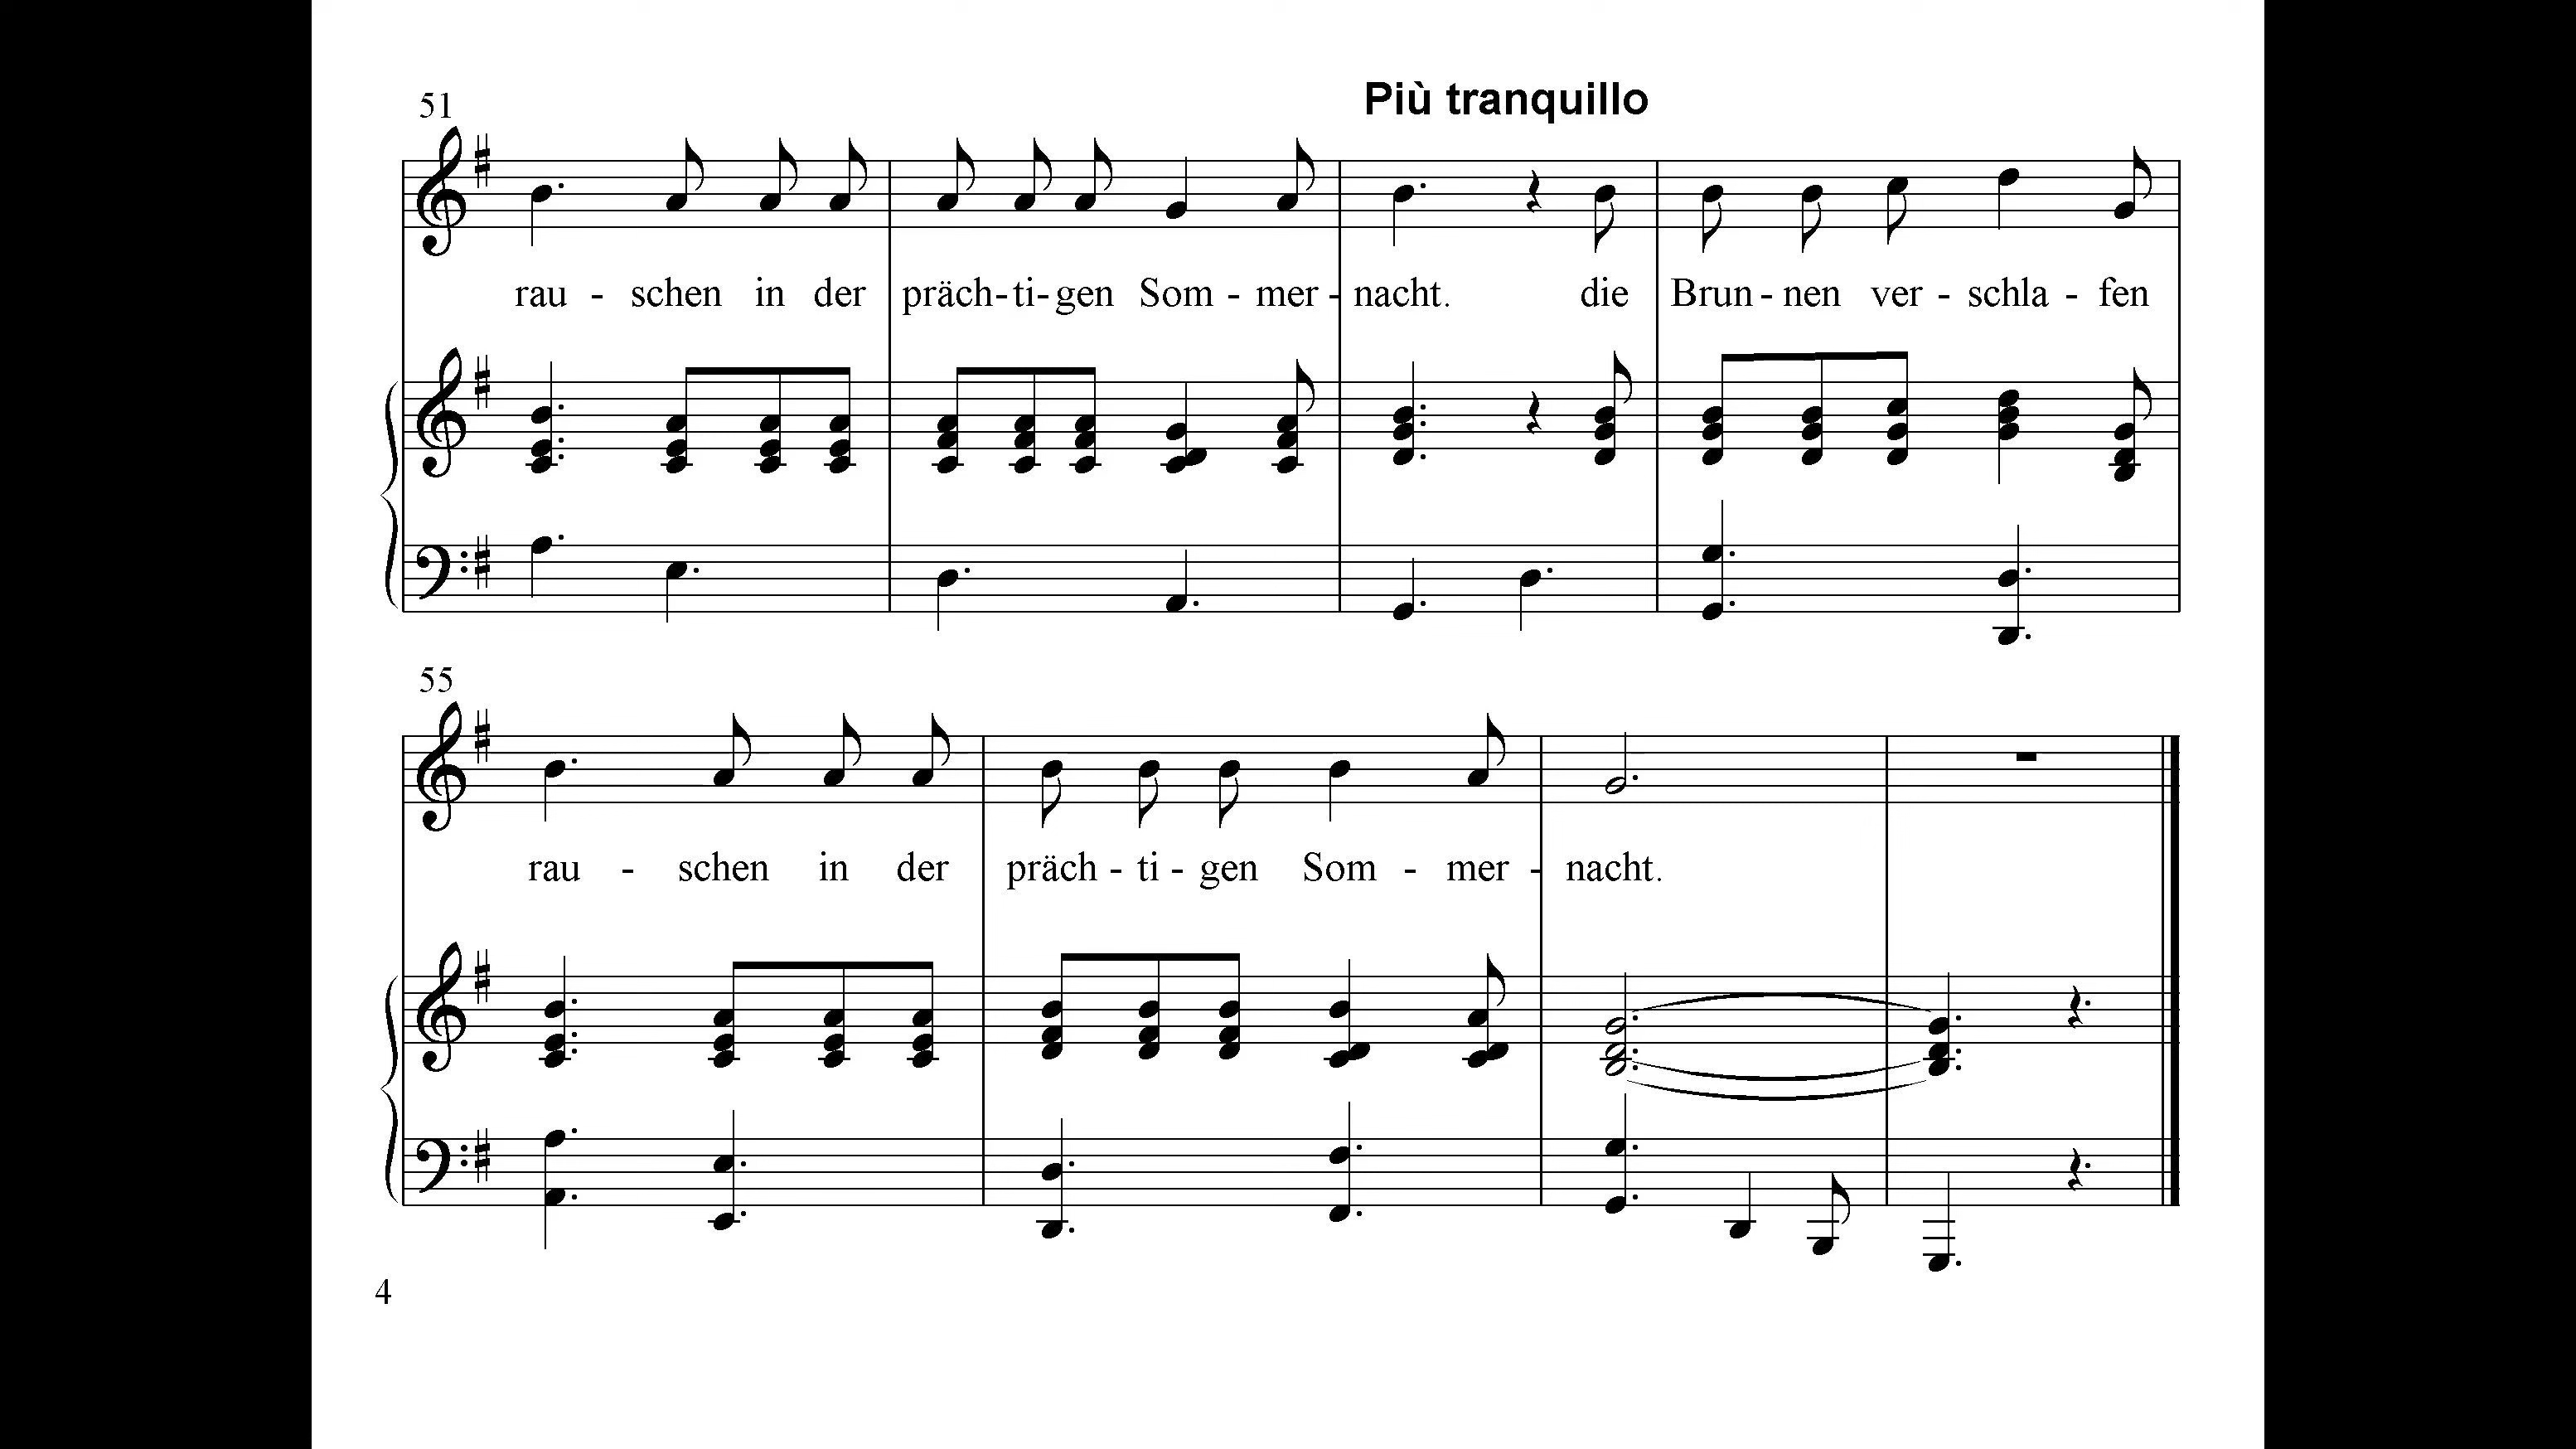 Più tranquillo
51
rau - schen in der präch - ti - gen Som - mer - nacht. die Brun - nen ver - schla - fen
55
rau - schen in der präch - ti - gen Som - mer - nacht.
4